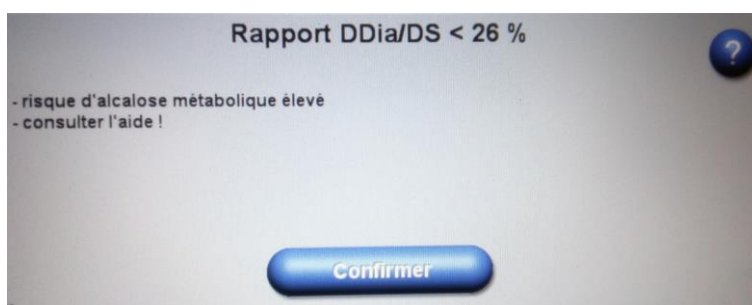 Rapport DDia/DS < 26 %
?
- risque d'alcalose métabolique élevé
- consulter l'aide !
Confirmer